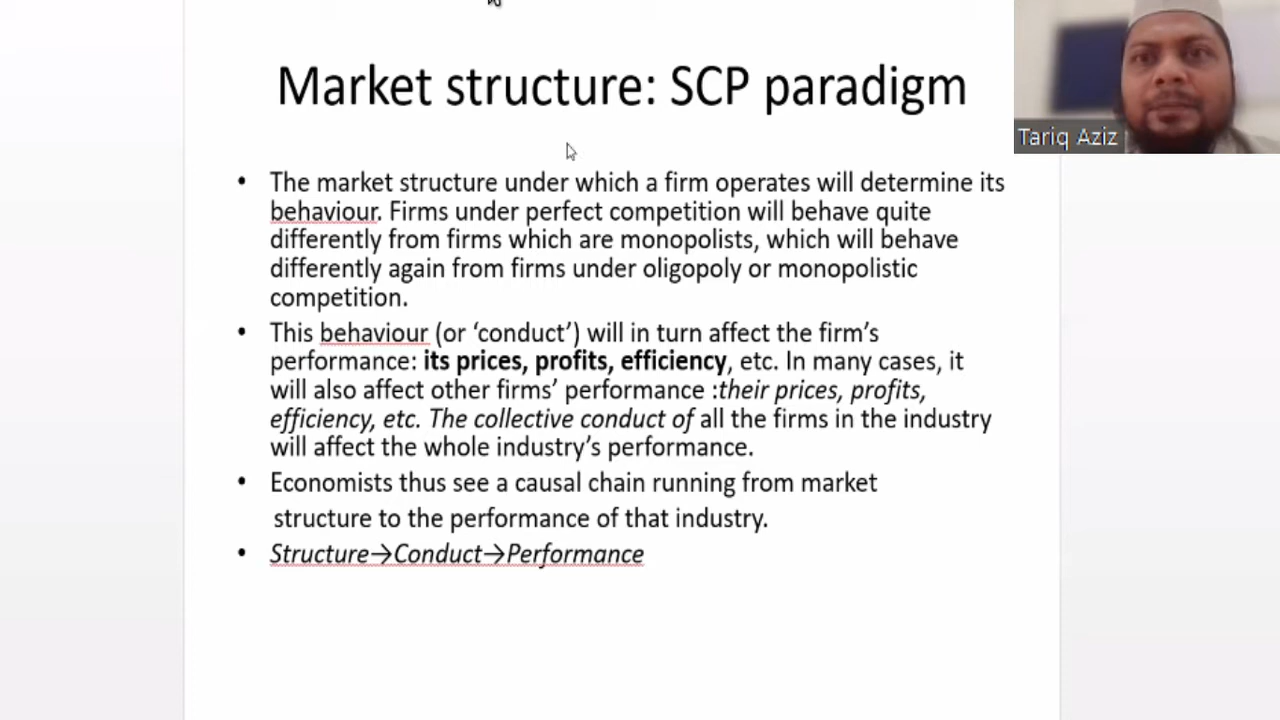 Market structure: SCP paradigm
Tariq Aziz
• The market structure under which a firm operates will determine its
behaviour. Firms under perfect competition will behave quite
differently from firms which are monopolists, which will behave
differently again from firms under oligopoly or monopolistic
competition.
• This behaviour (or ‘conduct’) will in turn affect the firm’s
performance: its prices, profits, efficiency, etc. In many cases, it
will also affect other firms’ performance :their prices, profits,
efficiency, etc. The collective conduct of all the firms in the industry
will affect the whole industry’s performance.
• Economists thus see a causal chain running from market
structure to the performance of that industry.
• Structure→Conduct→Performance